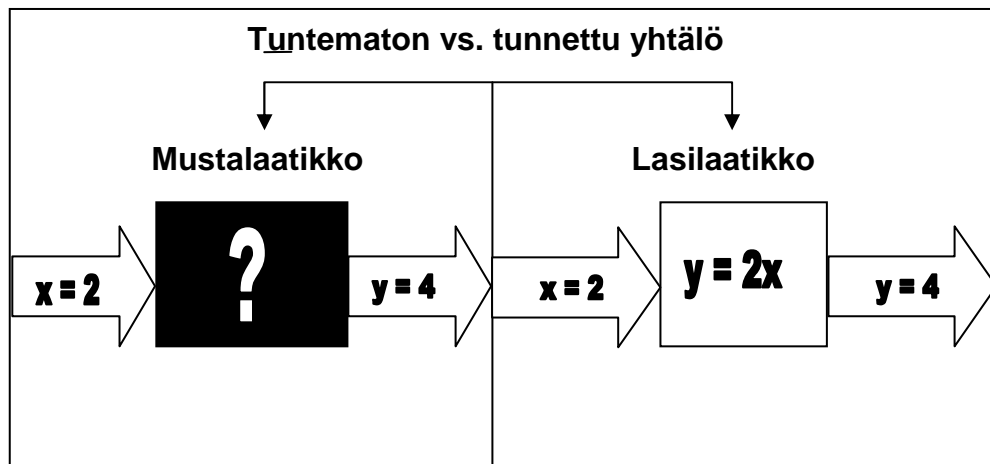 Tuntematon vs. tunnettu yhtälö
Mustalaatikko
Lasilaatikko
x = 2
?
y = 4
x = 2
y = 2x
y = 4